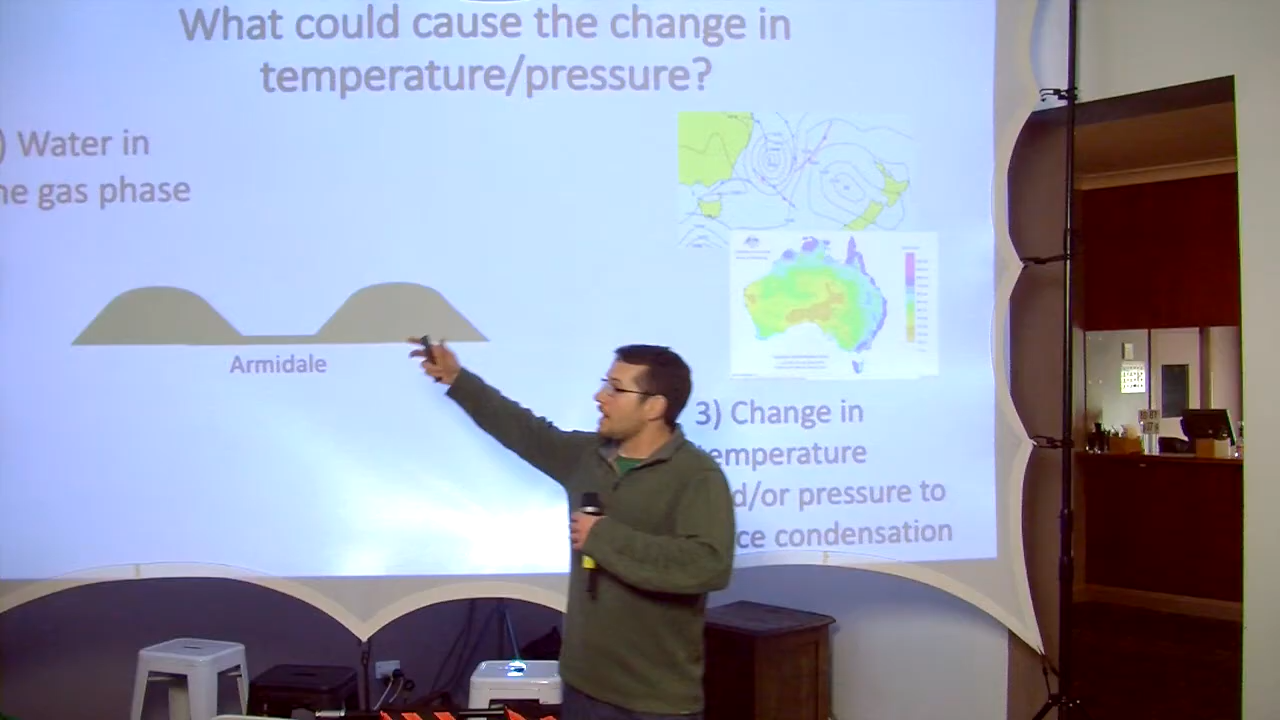 What could cause the change in
temperature/pressure?
) Water in
he gas phase
Armidale
3) Change in
temperature
d/or pressure to
ce condensation